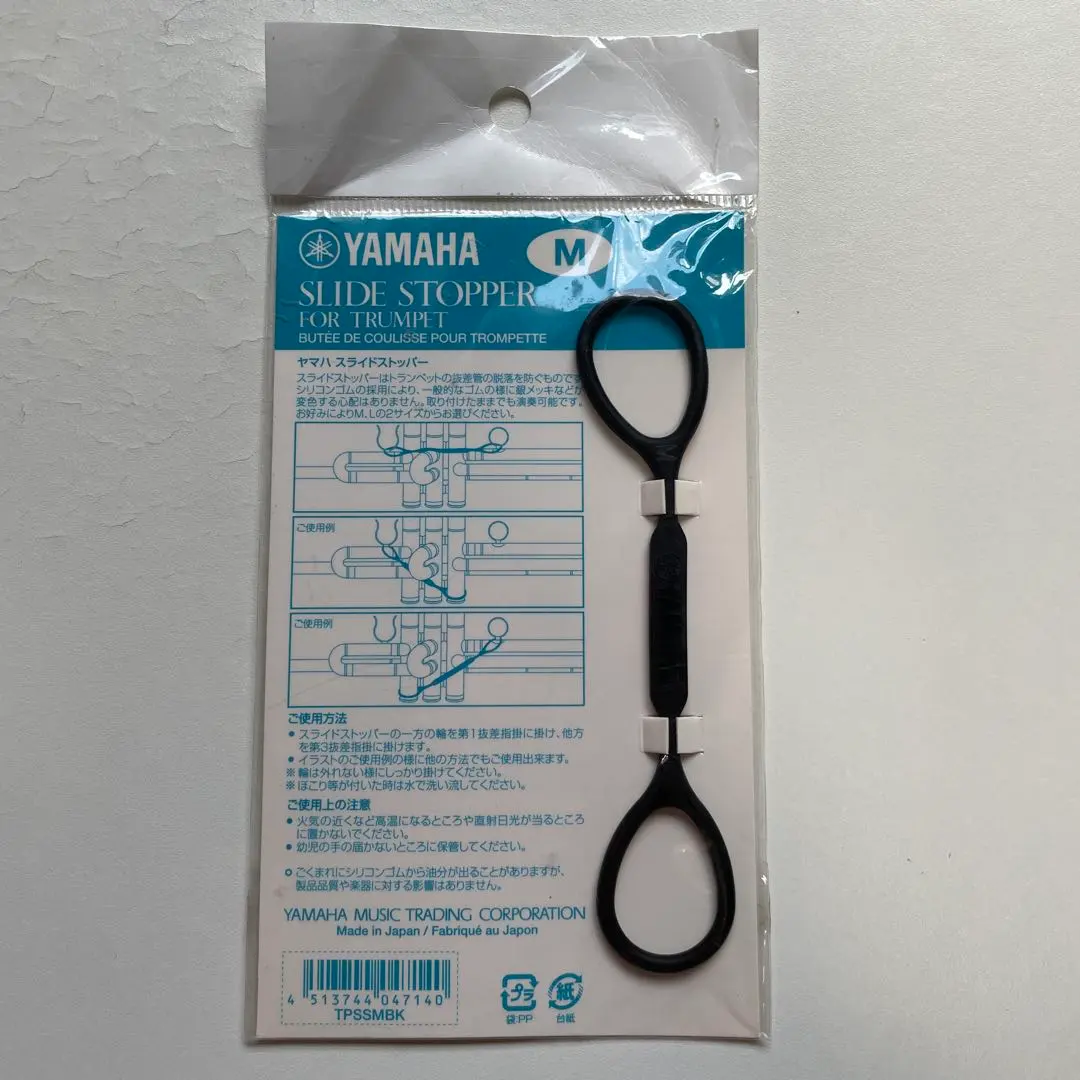 YAMAHA M
SLIDE STOPPER
FOR TRUMPET
BUTÉE DE COULISSE POUR TROMPETTE
ヤマハ スライドストッパー
スライドストッパーはトランペットの抜差管の脱落を防ぐものです
シリコンゴムの採用により、一般的なゴムの様に銀メッキなどが
変色する心配はありません。取り付けたままでも演奏可能です。
お好みによりM、Lの2サイズからお選びください。
ご使用例
ご使用例
ご使用方法
● スライドストッパーの一方の輪を第1抜差指掛に掛け、他方
を第3抜差指掛に掛けます。
● イラストのご使用例の様に他の方法でもご使用出来ます。
※ 輪は外れない様にしっかり掛けてください。
※ ほこり等が付いた時は水で洗い流してください。
ご使用上の注意
● 火気の近くなど高温になるところや直射日光が当るところ
に置かないでください。
● 幼児の手の届かないところに保管してください。
○ ごくまれにシリコンゴムから油分が出ることがありますが、
製品品質や楽器に対する影響はありません。
YAMAHA MUSIC TRADING CORPORATION
Made in Japan / Fabriqué au Japon
4 513744 047140
TPSSMBK
プラ
袋:PP
紙
台紙
M